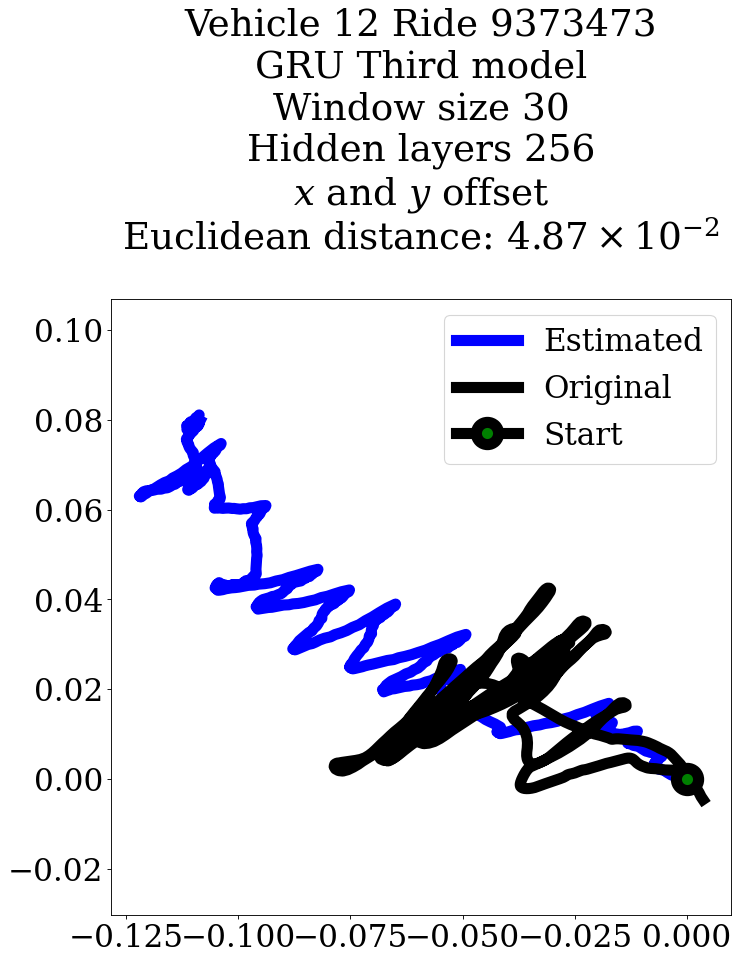 Vehicle 12 Ride 9373473
GRU Third model
Window size 30
Hidden layers 256
x and y offset
Euclidean distance: 4.87 × 10⁻²
Estimated
Original
Start
0.10
0.08
0.06
0.04
0.02
0.00
−0.02
−0.125 −0.100 −0.075 −0.050 −0.025 0.000